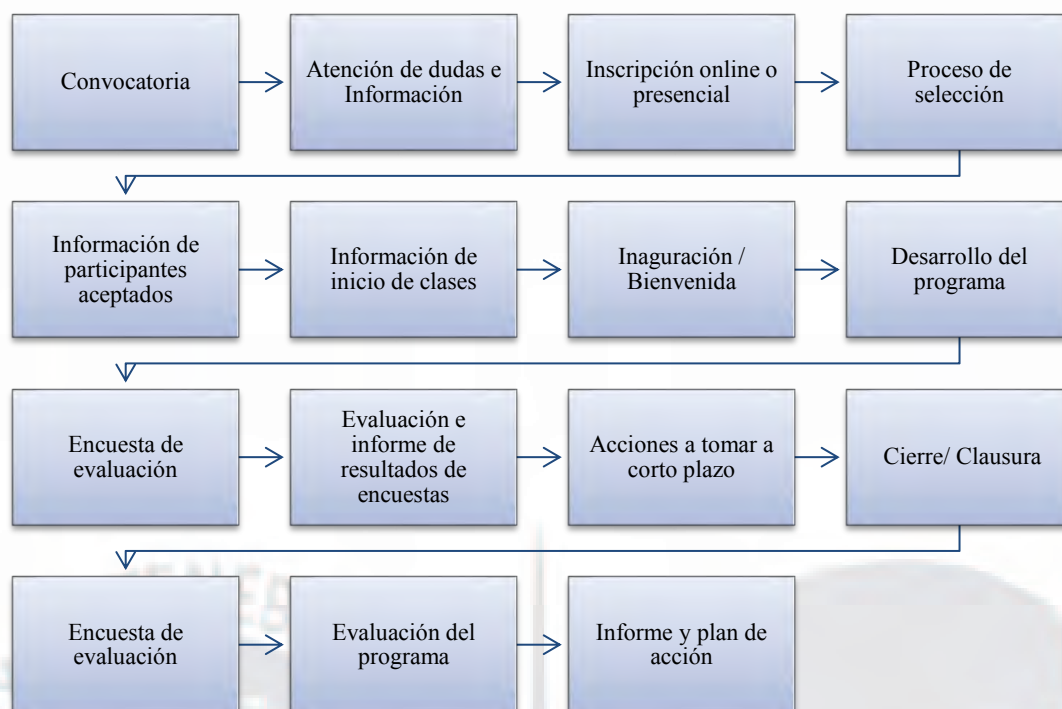 Convocatoria
Atención de dudas e
Información
Inscripción online o
presencial
Proceso de
selección
Información de
participantes
aceptados
Información de
inicio de clases
Inaguración /
Bienvenida
Desarrollo del
programa
Encuesta de
evaluación
Evaluación e
informe de
resultados de
encuestas
Acciones a tomar a
corto plazo
Cierre/ Clausura
Encuesta de
evaluación
Evaluación del
programa
Informe y plan de
acción